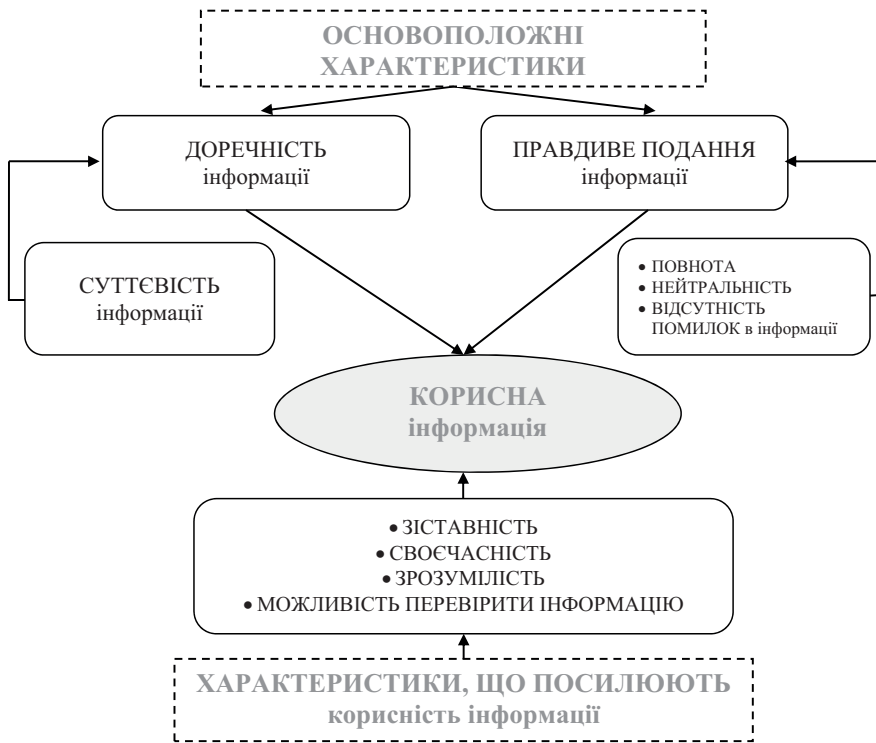 ОСНОВОПОЛОЖНІ
ХАРАКТЕРИСТИКИ
ДОРЕЧНІСТЬ
інформації
ПРАВДИВЕ ПОДАННЯ
інформації
СУТТЄВІСТЬ
інформації
• ПОВНОТА
• НЕЙТРАЛЬНІСТЬ
• ВІДСУТНІСТЬ
ПОМИЛОК в інформації
КОРИСНА
інформація
• ЗІСТАВНІСТЬ
• СВОЄЧАСНІСТЬ
• ЗРОЗУМІЛІСТЬ
• МОЖЛИВІСТЬ ПЕРЕВІРИТИ ІНФОРМАЦІЮ
ХАРАКТЕРИСТИКИ, ЩО ПОСИЛЮЮТЬ
корисність інформації